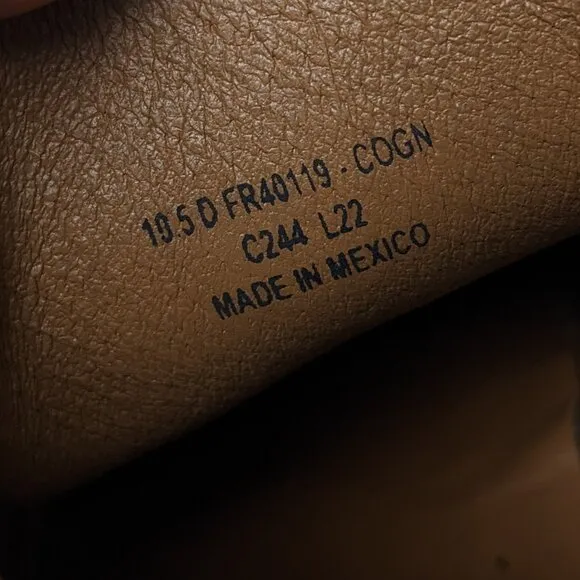 10.5 D FR40119 - COGN
C244 L22
MADE IN MEXICO